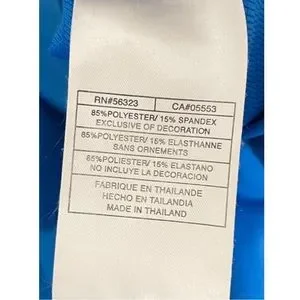 RN#56323 CA#05553
85%POLYESTER/ 15% SPANDEX
EXCLUSIVE OF DECORATION
85%POLYESTER/ 15% ELASTHANNE
SANS ORNEMENTS
85%POLIESTER/ 15% ELASTANO
NO INCLUYE LA DECORACION
FABRIQUE EN THAILANDE
HECHO EN TAILANDIA
MADE IN THAILAND